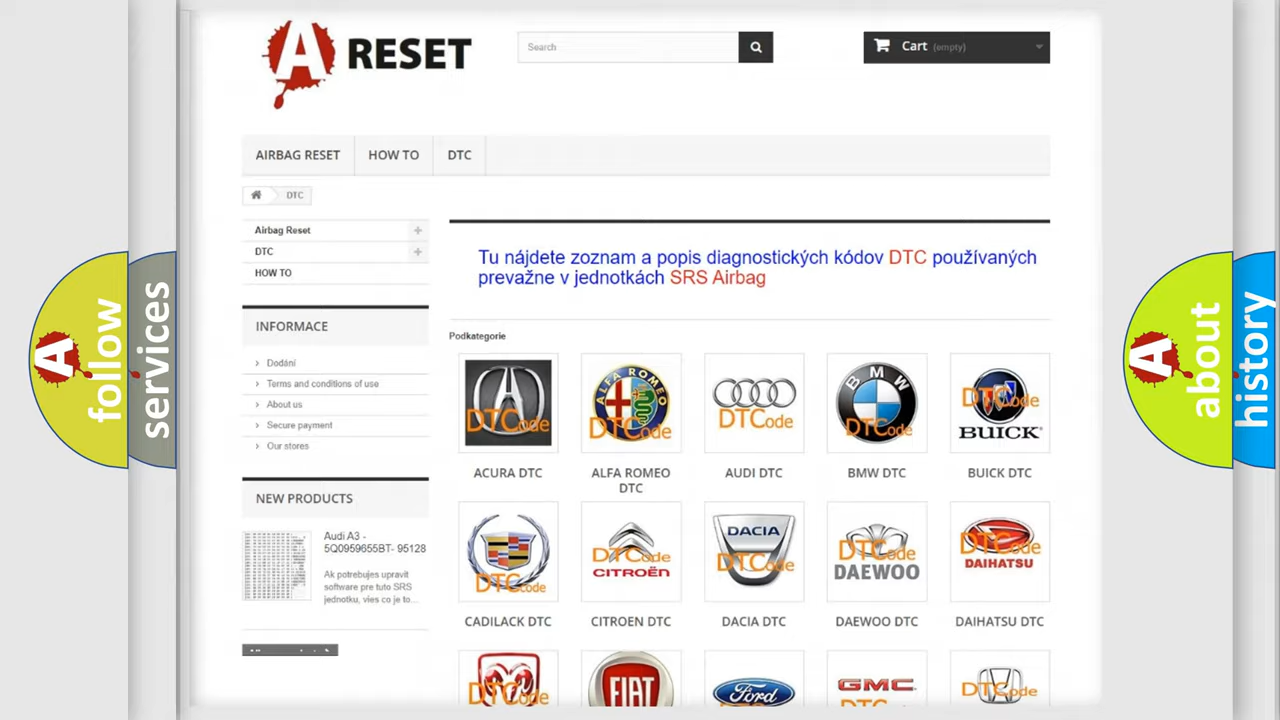 A RESET
Search
Cart (empty)
AIRBAG RESET
HOW TO
DTC
DTC
Airbag Reset
DTC
HOW TO
INFORMACE
Dodání
Terms and conditions of use
About us
Secure payment
Our stores
NEW PRODUCTS
Audi A3 -
5Q0959655BT- 95128
Ak potrebujes upravit
software pre tuto SRS
jednotku, vies co je to...
Tu nájdete zoznam a popis diagnostických kódov DTC používaných
prevažne v jednotkách SRS Airbag
Podkategorie
DTCode
ALFA ROMEO
DTCode
DTCode
BMW
DTCode
DTCode
BUICK
ACURA DTC
ALFA ROMEO
DTC
AUDI DTC
BMW DTC
BUICK DTC
DTCode
DTCode
CITROËN
DACIA
DTCode
DTCode
DAEWOO
DTCode
DAIHATSU
CADILACK DTC
CITROEN DTC
DACIA DTC
DAEWOO DTC
DAIHATSU DTC
DTCode
FIAT
Ford
GMC
DTCode
A follow
services
A about
history